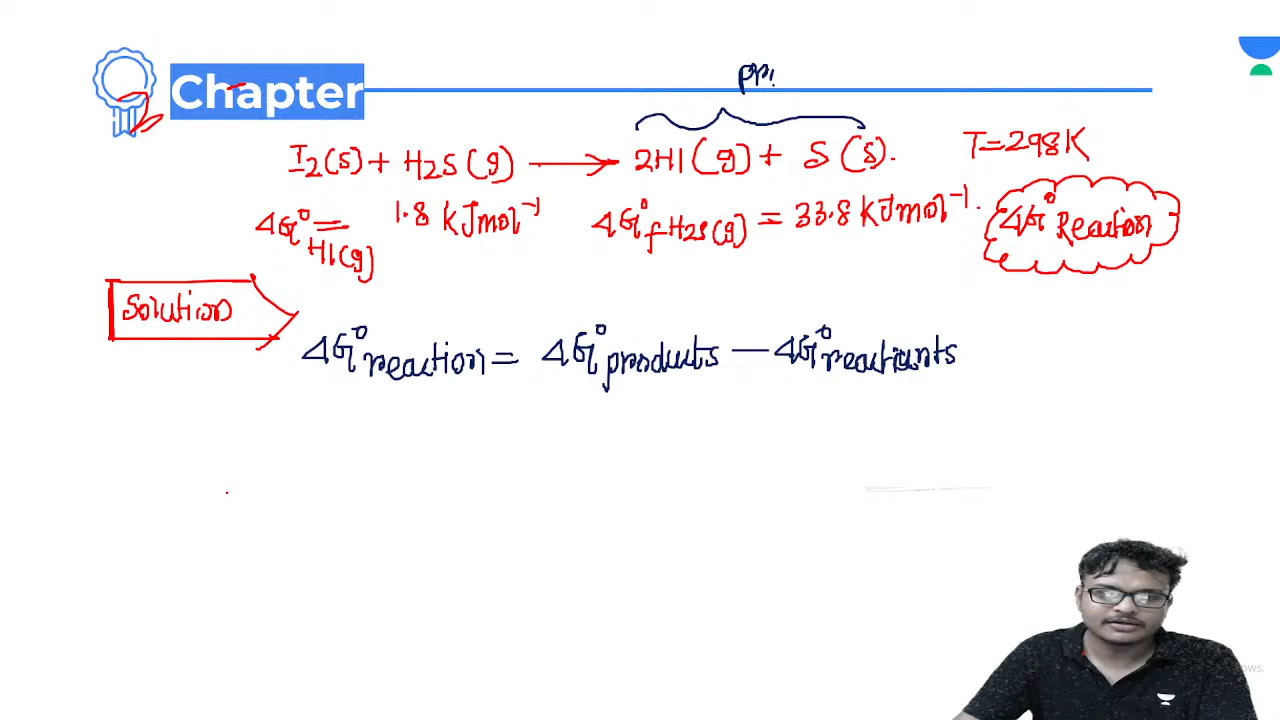 Chapter
pr
I2(s) + H2S(g) ⟶ 2HI(g) + S(s). T=298K
ΔG°HI(g) = 1.8 kJmol⁻¹ ΔG°f H2S(g) = 33.8 kJmol⁻¹. ΔG° Reaction
Solution
ΔG°reaction = ΔG°products — ΔG°reactants